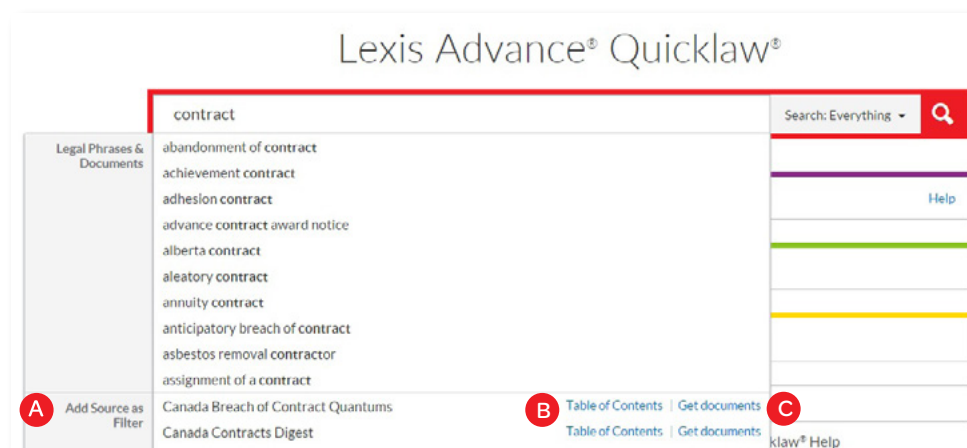 Lexis Advance® Quicklaw®
contract
Search: Everything
Legal Phrases &
Documents
abandonment of contract
achievement contract
adhesion contract
Help
advance contract award notice
alberta contract
aleatory contract
annuity contract
anticipatory breach of contract
asbestos removal contractor
assignment of a contract
A Add Source as
Filter
Canada Breach of Contract Quantums B Table of Contents | Get documents C
Canada Contracts Digest Table of Contents | Get documents
klaw® Help